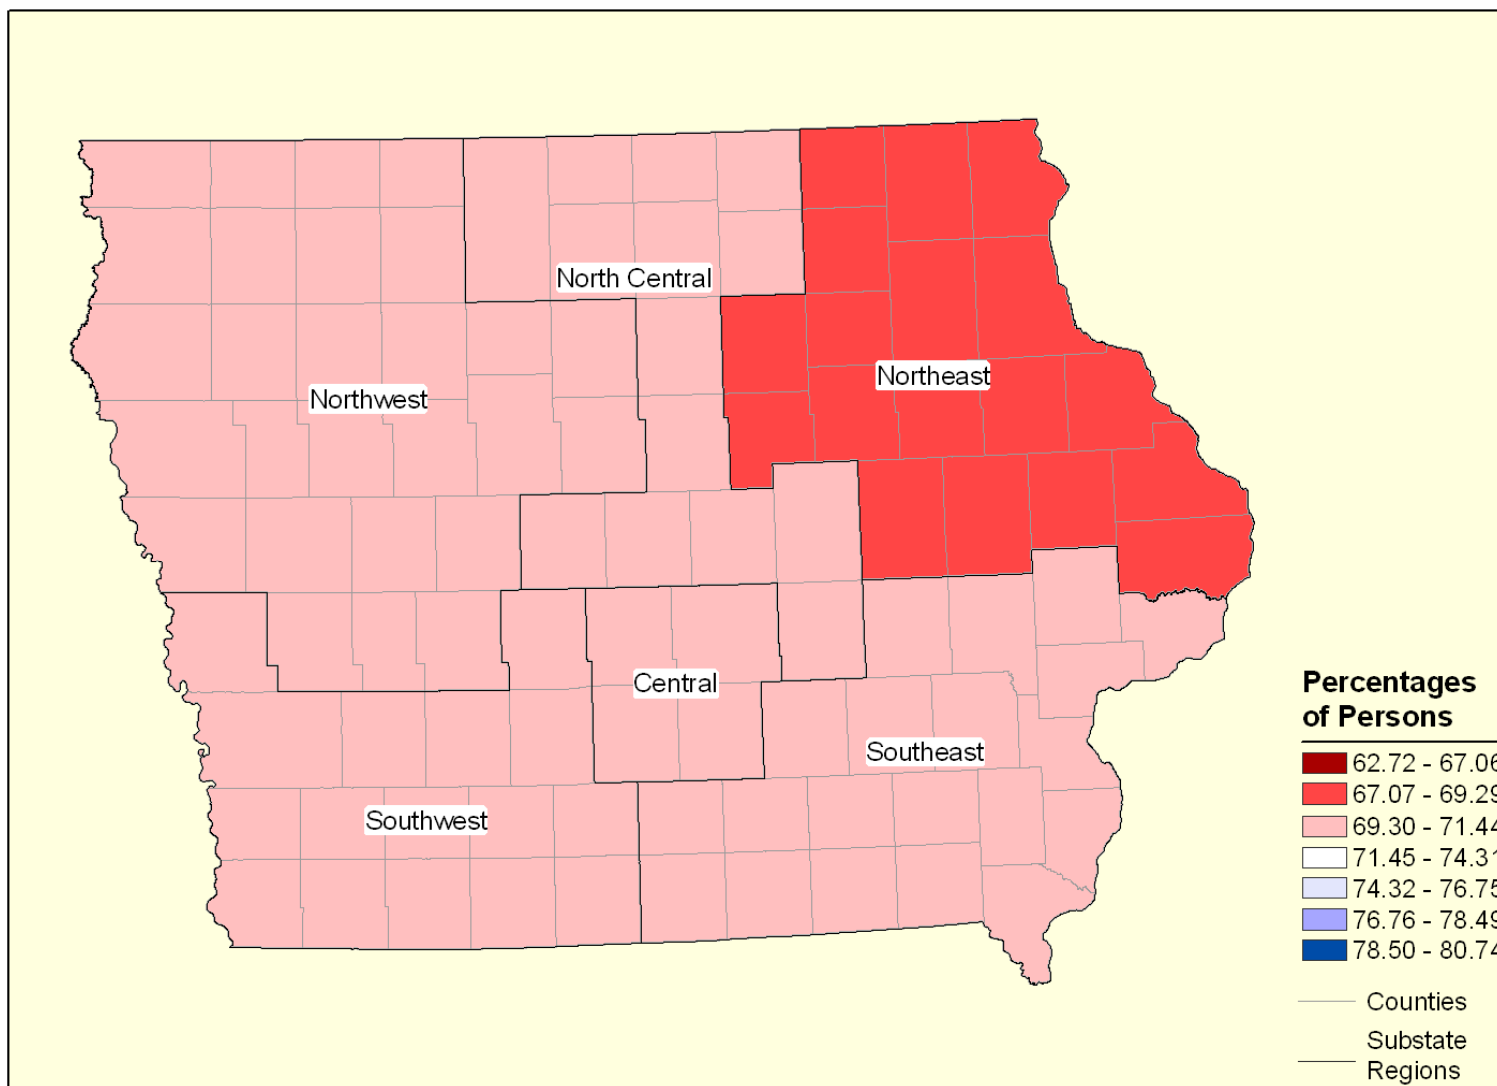 North Central
Northeast
Northwest
Central
Southeast
Southwest
Percentages
of Persons
62.72 - 67.06
67.07 - 69.29
69.30 - 71.44
71.45 - 74.31
74.32 - 76.75
76.76 - 78.49
78.50 - 80.74
Counties
Substate
Regions